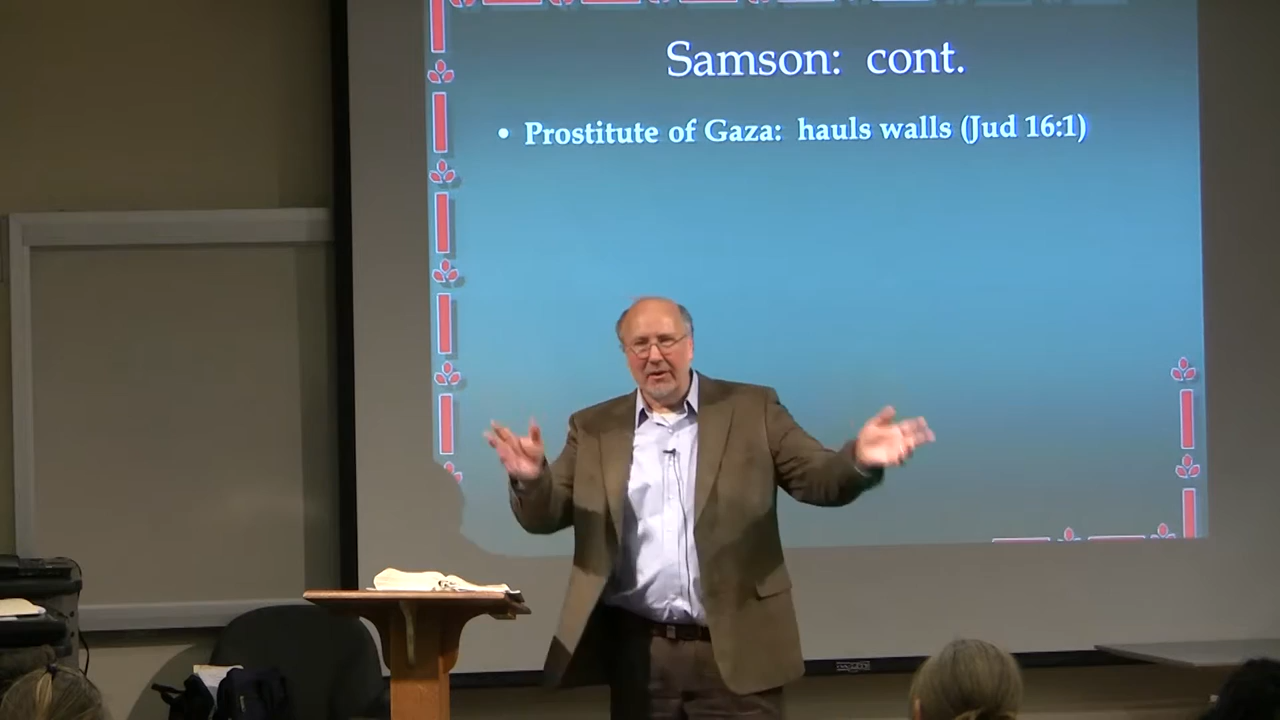 Samson: cont.
• Prostitute of Gaza: hauls walls (Jud 16:1)